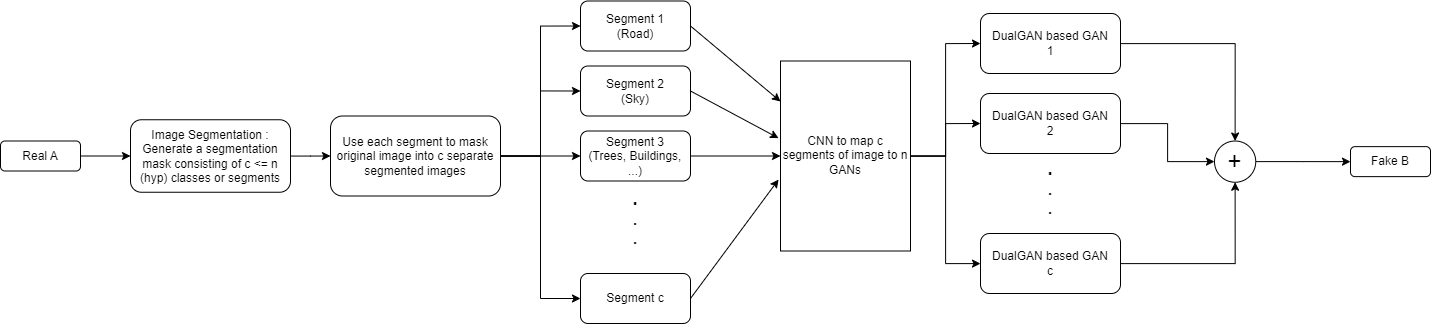 Real A
Image Segmentation :
Generate a segmentation
mask consisting of c <= n
(hyp) classes or segments
Use each segment to mask
original image into c separate
segmented images
Segment 1
(Road)
Segment 2
(Sky)
Segment 3
(Trees, Buildings,
...)
.
.
.
Segment c
CNN to map c
segments of image to n
GANs
DualGAN based GAN
1
DualGAN based GAN
2
.
.
.
DualGAN based GAN
c
+
Fake B